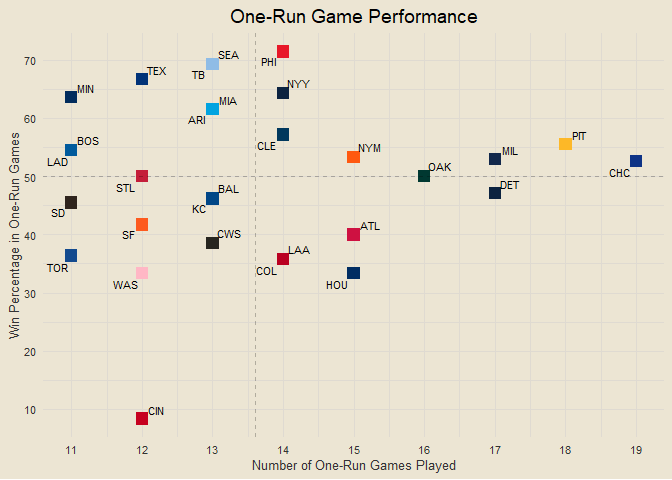 One-Run Game Performance
Win Percentage in One-Run Games
70
60
50
40
30
20
10
SEA
TB
PHI
TEX
MIN
NYY
MIA
ARI
BOS
LAD
CLE
NYM
PIT
MIL
CHC
OAK
STL
DET
BAL
KC
SD
SF
CWS
ATL
LAA
COL
TOR
WAS
HOU
CIN
11 12 13 14 15 16 17 18 19
Number of One-Run Games Played